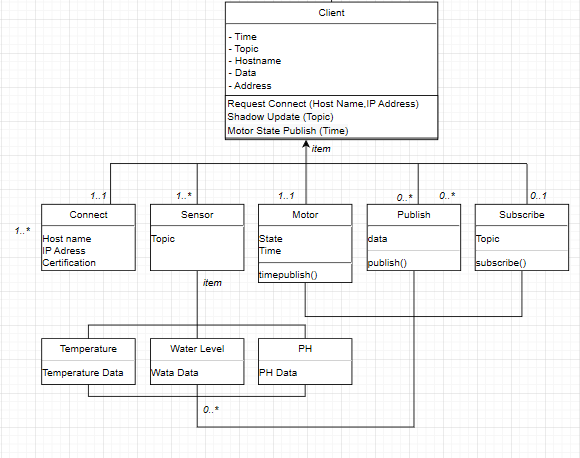 Client
- Time
- Topic
- Hostname
- Data
- Address
Request Connect (Host Name,IP Address)
Shadow Update (Topic)
Motor State Publish (Time)
item
1..1
1..*
1..1
0..*
0..*
0..1
1..*
Connect
Host name
IP Adress
Certification
Sensor
Topic
Motor
State
Time
timepublish()
Publish
data
publish()
Subscribe
Topic
subscribe()
item
Temperature
Temperature Data
Water Level
Wata Data
PH
PH Data
0..*